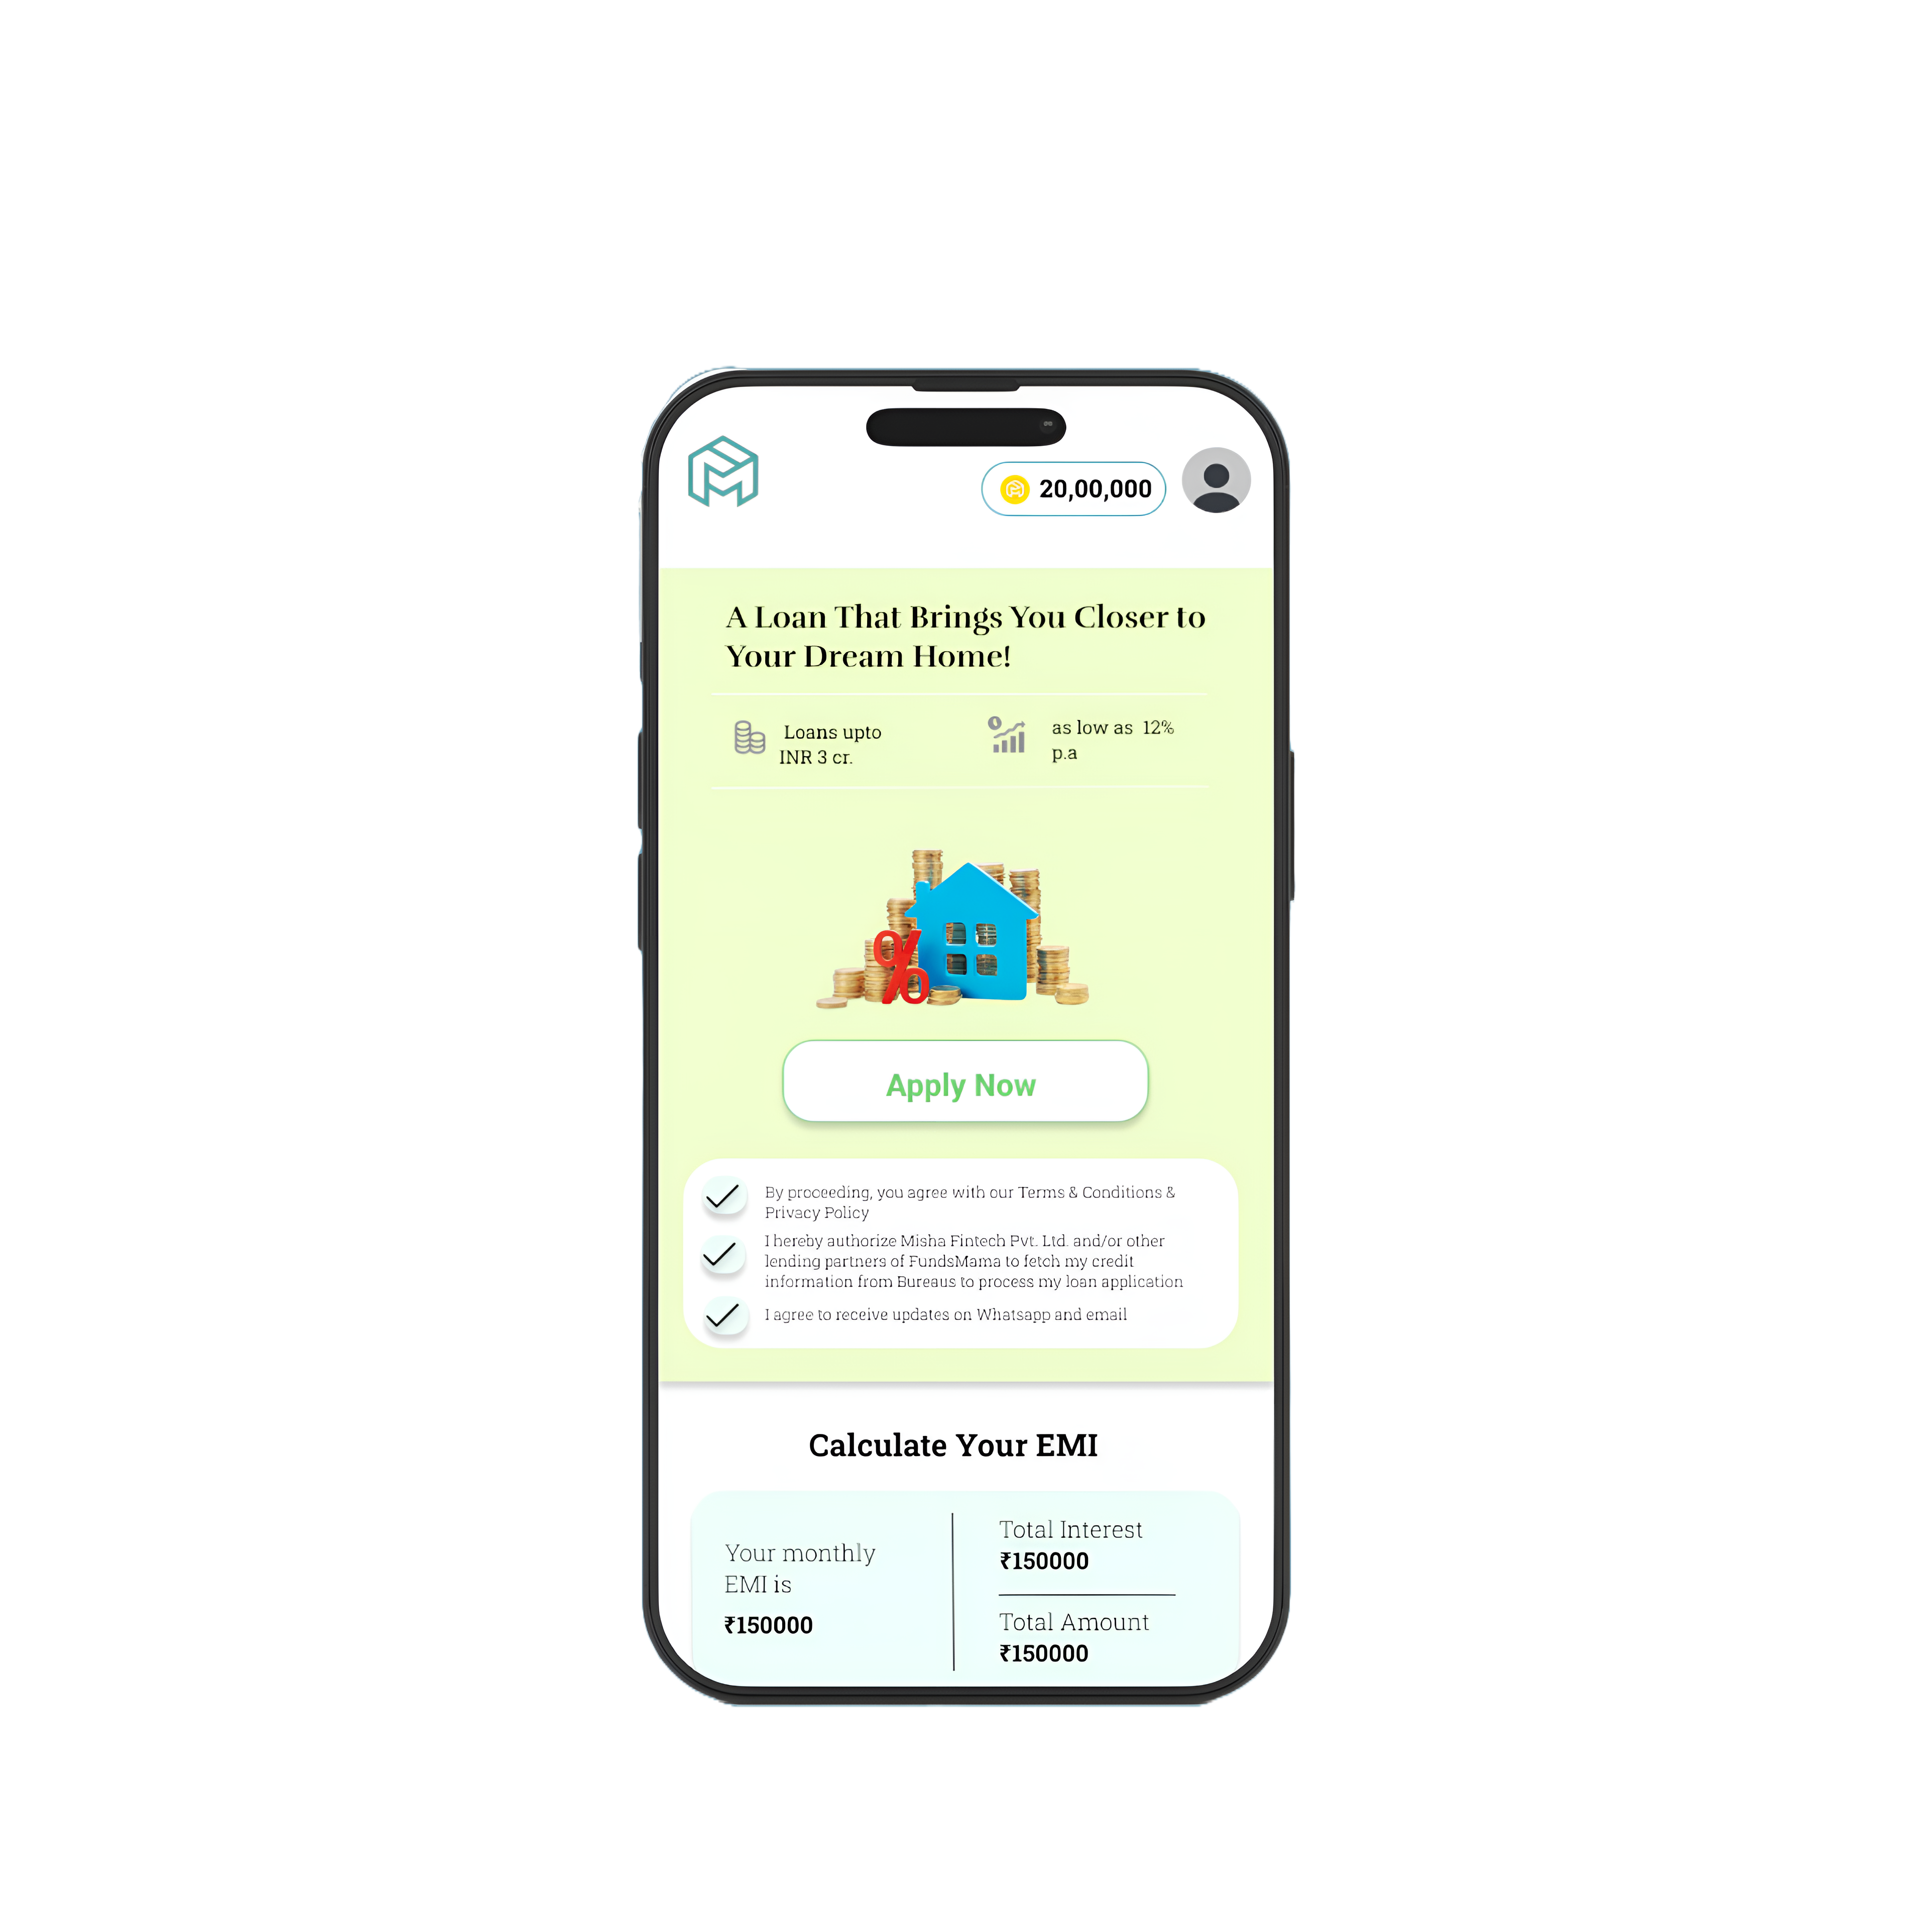 20,00,000
A Loan That Brings You Closer to
Your Dream Home!
Loans upto
INR 3 cr.
as low as 12%
p.a
%
Apply Now
By proceeding, you agree with our Terms & Conditions &
Privacy Policy
I hereby authorize Misha Fintech Pvt. Ltd. and/or other
lending partners of FundsMama to fetch my credit
information from Bureaus to process my loan application
I agree to receive updates on Whatsapp and email
Calculate Your EMI
Your monthly
EMI is
₹150000
Total Interest
₹150000
Total Amount
₹150000